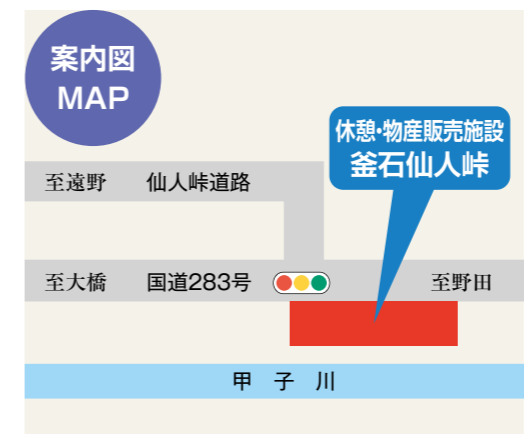 案内図
MAP
休憩・物産販売施設
釜石仙人峠
至遠野 仙人峠道路
至大橋 国道283号 至野田
甲子川